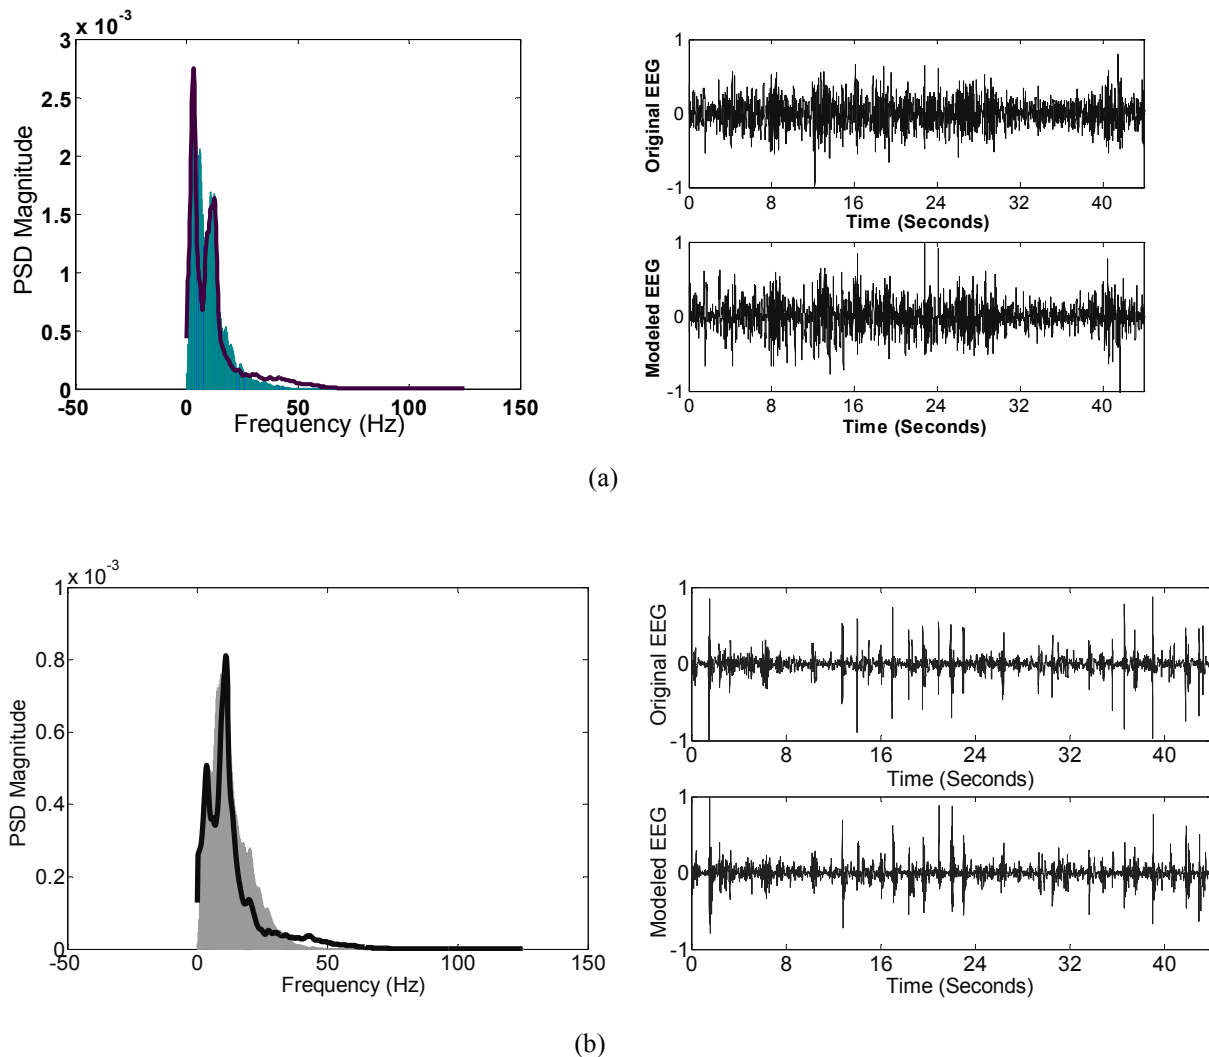 x 10-3
3
2.5
2
1.5
1
0.5
0
-50 0 50 100 150
PSD Magnitude
Frequency (Hz)
1
0
-1
Original EEG
0 8 16 24 32 40
Time (Seconds)
1
0
-1
Modeled EEG
0 8 16 24 32 40
Time (Seconds)
(a)
x 10-3
1
0.8
0.6
0.4
0.2
0
-50 0 50 100 150
PSD Magnitude
Frequency (Hz)
1
0
-1
Original EEG
0 8 16 24 32 40
Time (Seconds)
1
0
-1
Modeled EEG
0 8 16 24 32 40
Time (Seconds)
(b)